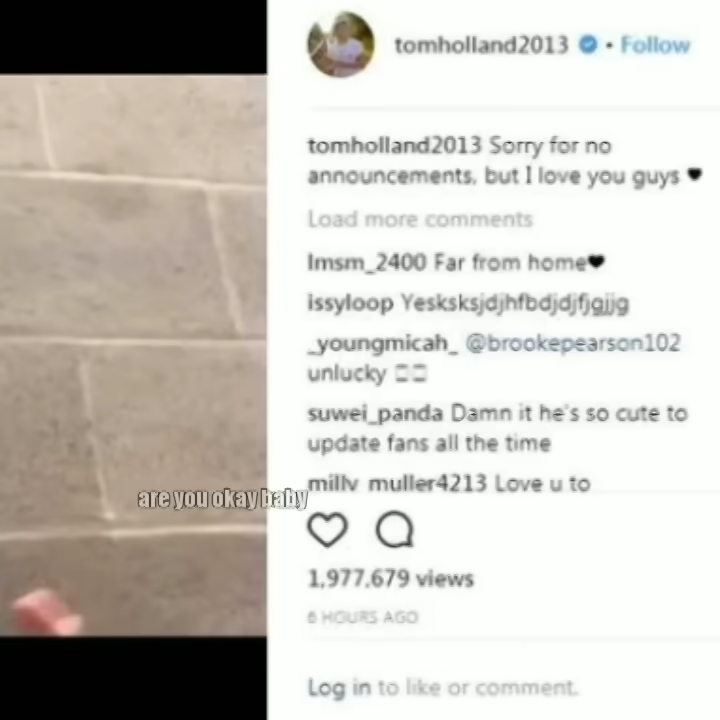 tomholland2013 • Follow
tomholland2013 Sorry for no
announcements, but I love you guys ♥
Load more comments
lmsm_2400 Far from home♥
issyloop Yesksksjdjhfbdjdjfjgjjg
_youngmicah_ @brookepearson102
unlucky
suwei_panda Damn it he's so cute to
update fans all the time
milly_muller4213 Love u to
are you okay baby
1,977,679 views
6 HOURS AGO
Log in to like or comment.